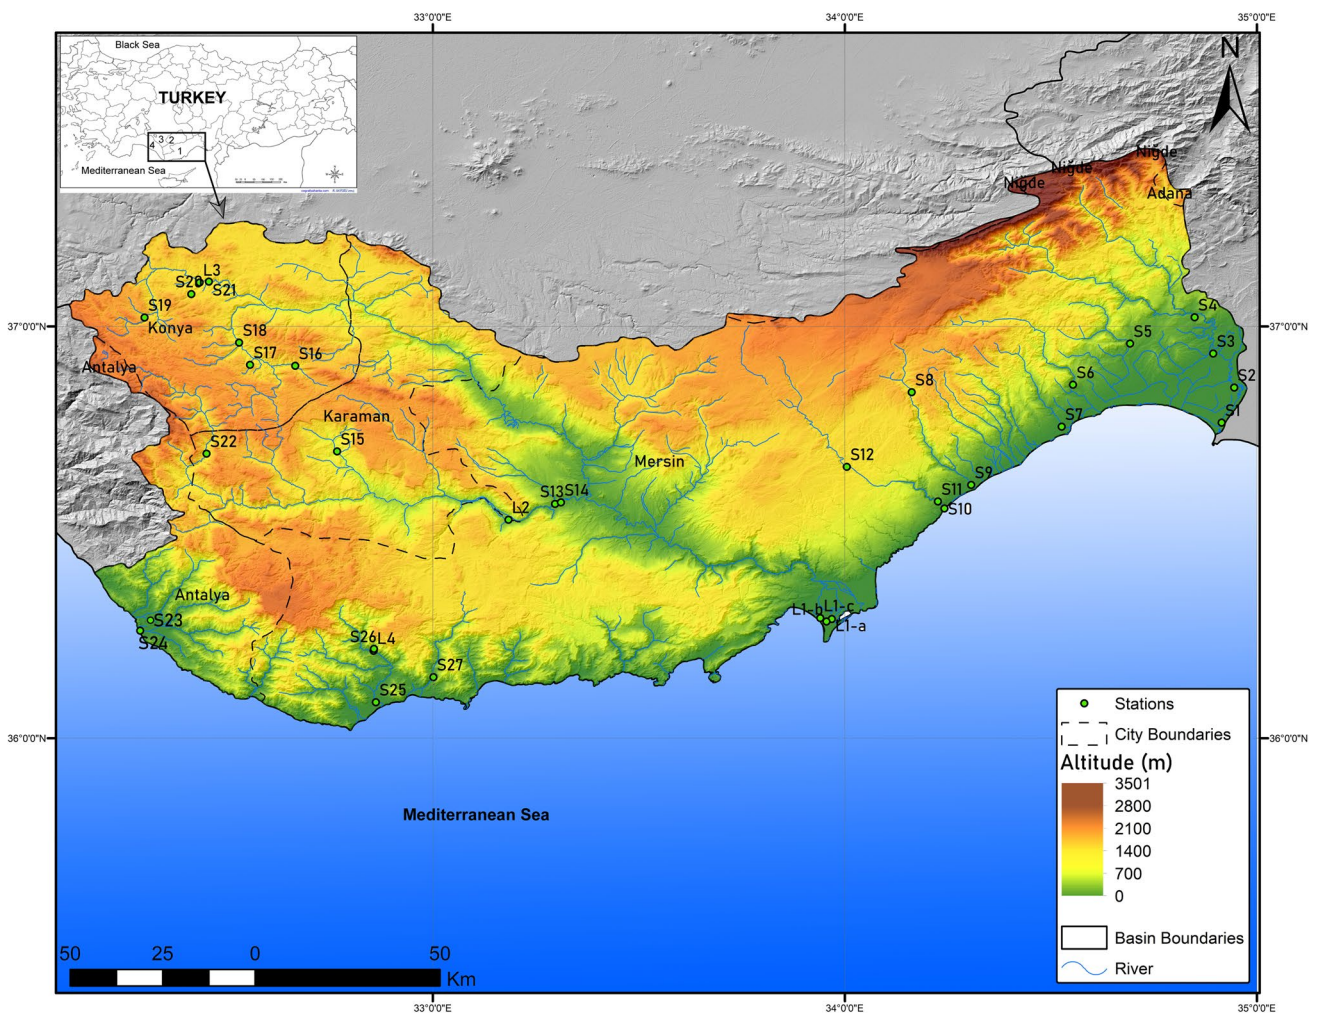 33°0'0"E
34°0'0"E
35°0'0"E
Black Sea
TURKEY
4 3 2
1
Mediterranean Sea
N
Niğde
Niğde
Niğde
Adana
L3
S20
S21
S19
Konya
S18
S17
S16
Antalya
Karaman
S22
S15
Mersin
S13
S14
L2
S8
S12
S9
S11
S10
S4
S5
S3
S6
S2
S7
S1
37°0'0"N
37°0'0"N
Antalya
S23
S24
S26
L4
S27
S25
L1-b
L1-c
L1-a
36°0'0"N
36°0'0"N
Mediterranean Sea
Stations
City Boundaries
Altitude (m)
3501
2800
2100
1400
700
0
Basin Boundaries
River
50 25 0 50
Km
33°0'0"E
34°0'0"E
35°0'0"E